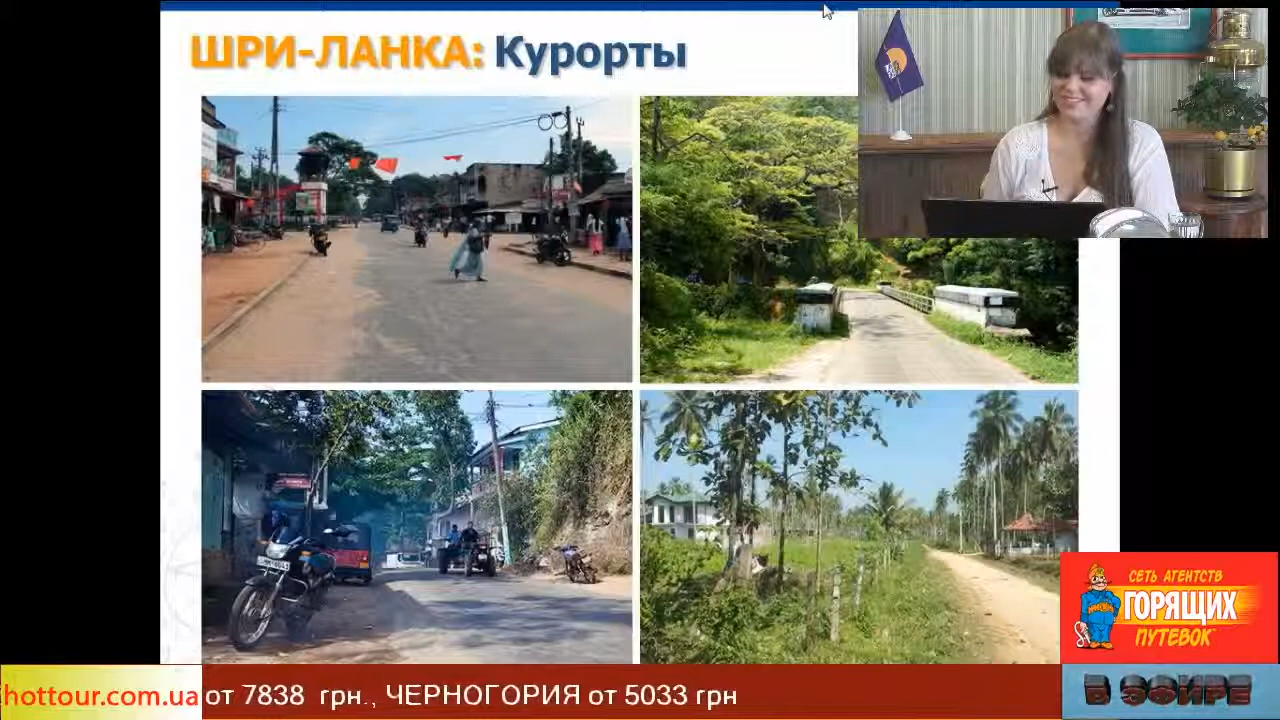 ШРИ-ЛАНКА: Курорты
СЕТЬ АГЕНТСТВ
ГОРЯЩИХ
ПУТЕВОК
hottour.com.ua от 7838 грн., ЧЕРНОГОРИЯ от 5033 грн
В ЭФИРЕ